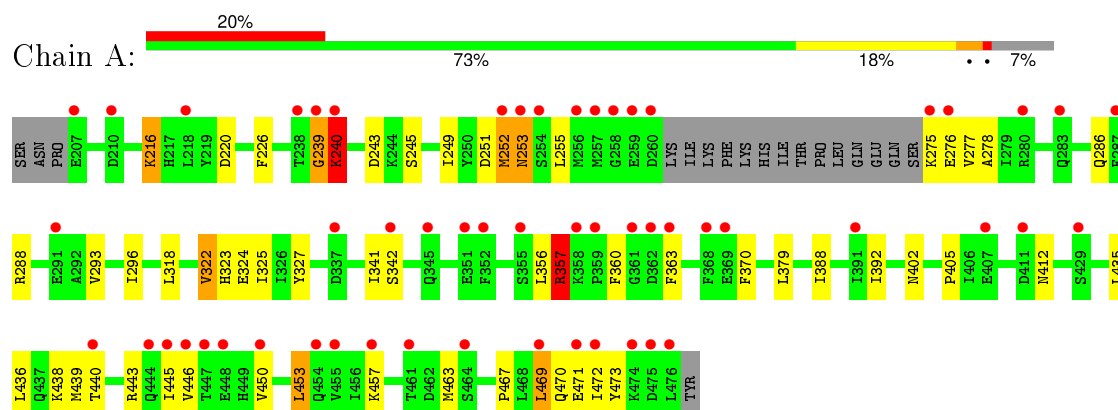 20%
Chain A:
73% 18% • • 7%
SER ASN PRO E207 D210 K216 H217 L218 Y219 D220 F226 T238 G239 K240 D243 K244 S245 I249 Y250 D251 M252 N253 S254 L255 M256 M257 G258 E259 D260 LYS ILE LYS PHE LYS HIS ILE THR PRO LEU GLN GLU GLN SER K275 E276 V277 A278 I279 R280 Q283 Q286 E287
R288 E291 A292 V293 I296 L318 V322 H323 E324 I325 I326 Y327 D337 I341 S342 Q345 E351 F352 S355 L356 R357 K358 P359 F360 G361 D362 F363 F368 E369 F370 L379 I388 I391 I392 N402 P405 I406 E407 D411 N412 S429 L435
L436 Q437 K438 M439 T440 R443 Q444 I445 V446 T447 E448 H449 V450 L453 Q454 V455 I456 K457 T461 D462 M463 S464 P467 L468 L469 Q470 E471 I472 Y473 K474 D475 L476 TYR